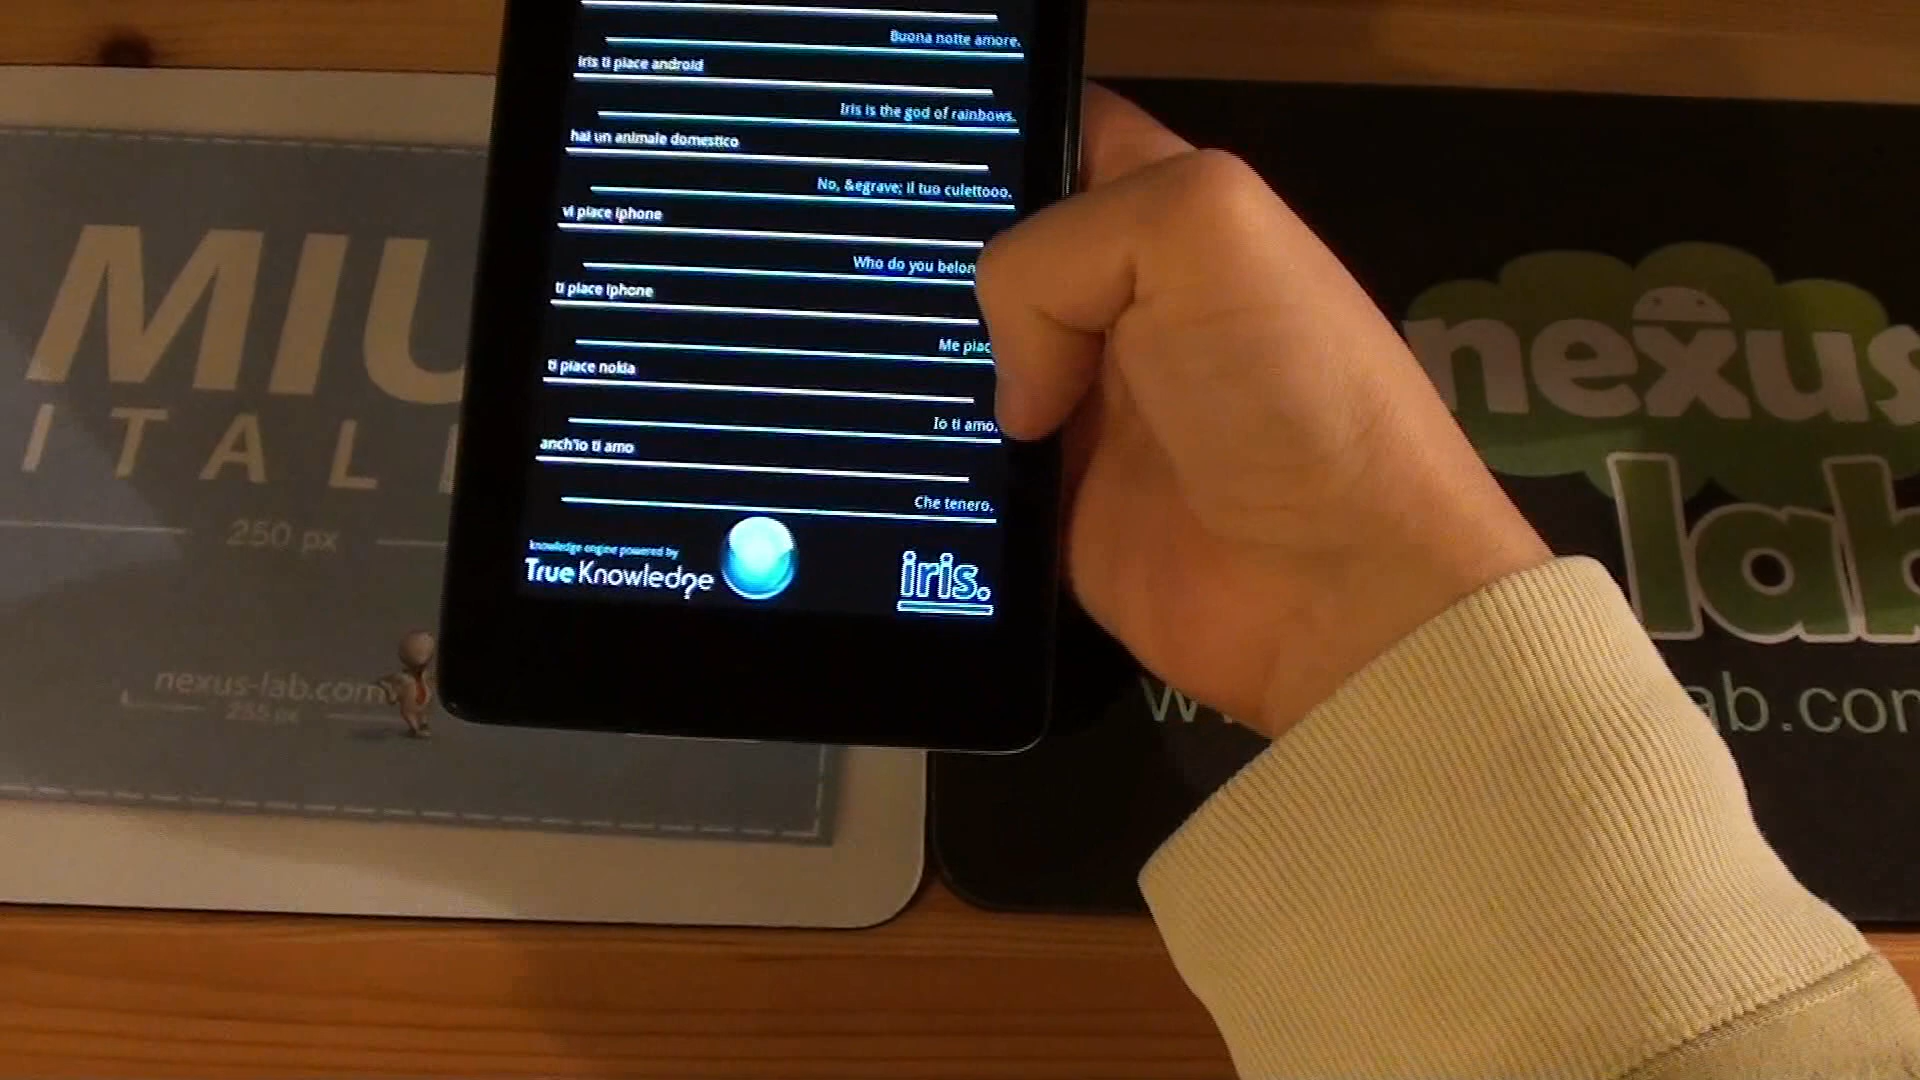 Buona notte amore.
iris ti piace android
Iris is the god of rainbows.
hai un animale domestico
No, &egrave; il tuo culettooo.
vi piace iphone
Who do you belon
ti piace iphone
Me piac
ti piace nokia
Io ti amo.
anch'io ti amo
Che tenero.
knowledge engine powered by
True Knowledge
iris.
MIU
ITALI
250 px
nexus-lab.com
255 px
nexus
lab
ab.com